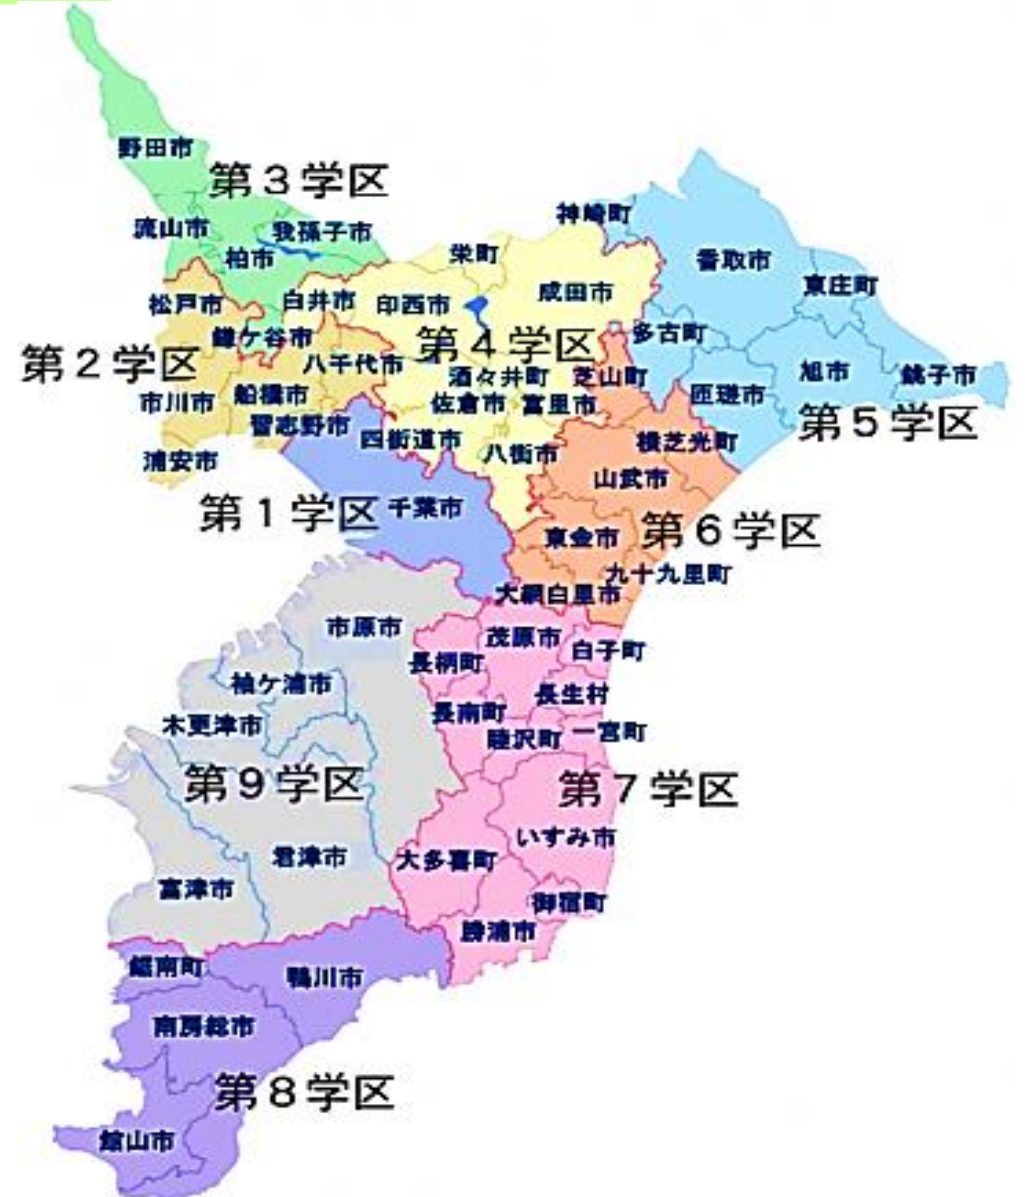 野田市
第３学区
流山市
我孫子市
柏市
神崎町
栄町
香取市
東庄町
松戸市
白井市
印西市
成田市
鎌ケ谷市
第２学区
八千代市
第４学区
多古町
酒々井町
芝山町
旭市
銚子市
市川市
船橋市
佐倉市
富里市
匝瑳市
第５学区
習志野市
四街道市
八街市
横芝光町
浦安市
山武市
第１学区
千葉市
東金市
第６学区
九十九里町
大網白里市
市原市
茂原市
白子町
長柄町
袖ケ浦市
長生村
木更津市
長南町
睦沢町
一宮町
第９学区
第７学区
いすみ市
君津市
大多喜町
富津市
御宿町
勝浦市
鋸南町
鴨川市
南房総市
第８学区
館山市